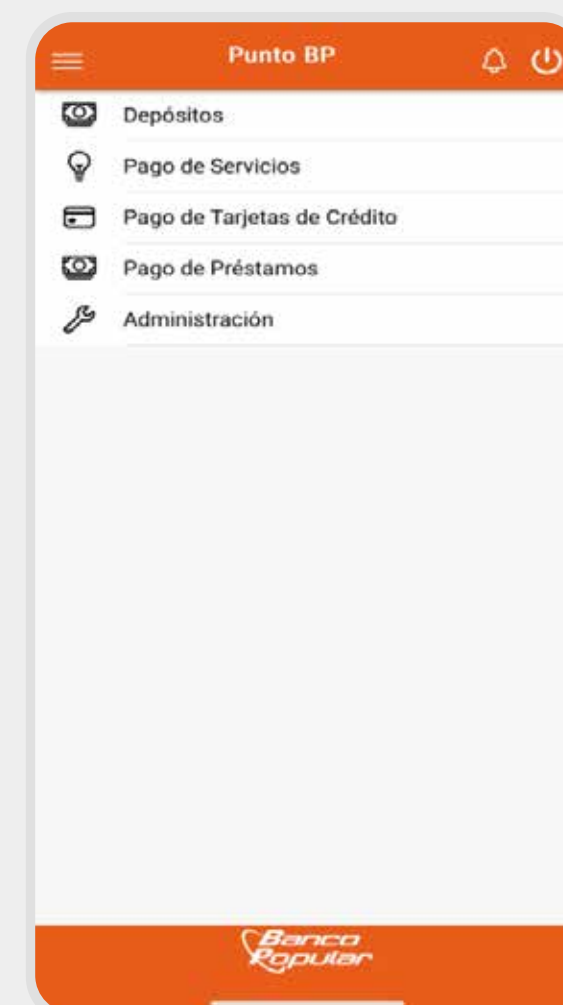 Punto BP
Depósitos
Pago de Servicios
Pago de Tarjetas de Crédito
Pago de Préstamos
Administración
Banco
Popular